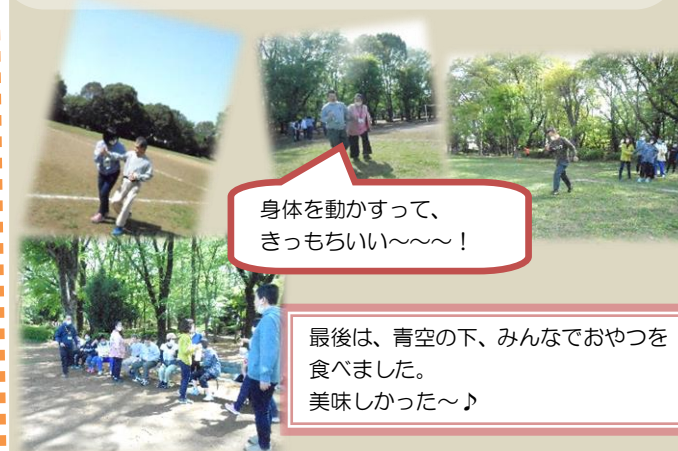 身体を動かすって、
きっもちいい～～～！
最後は、青空の下、みんなでおやつを
食べました。
美味しかった～♪